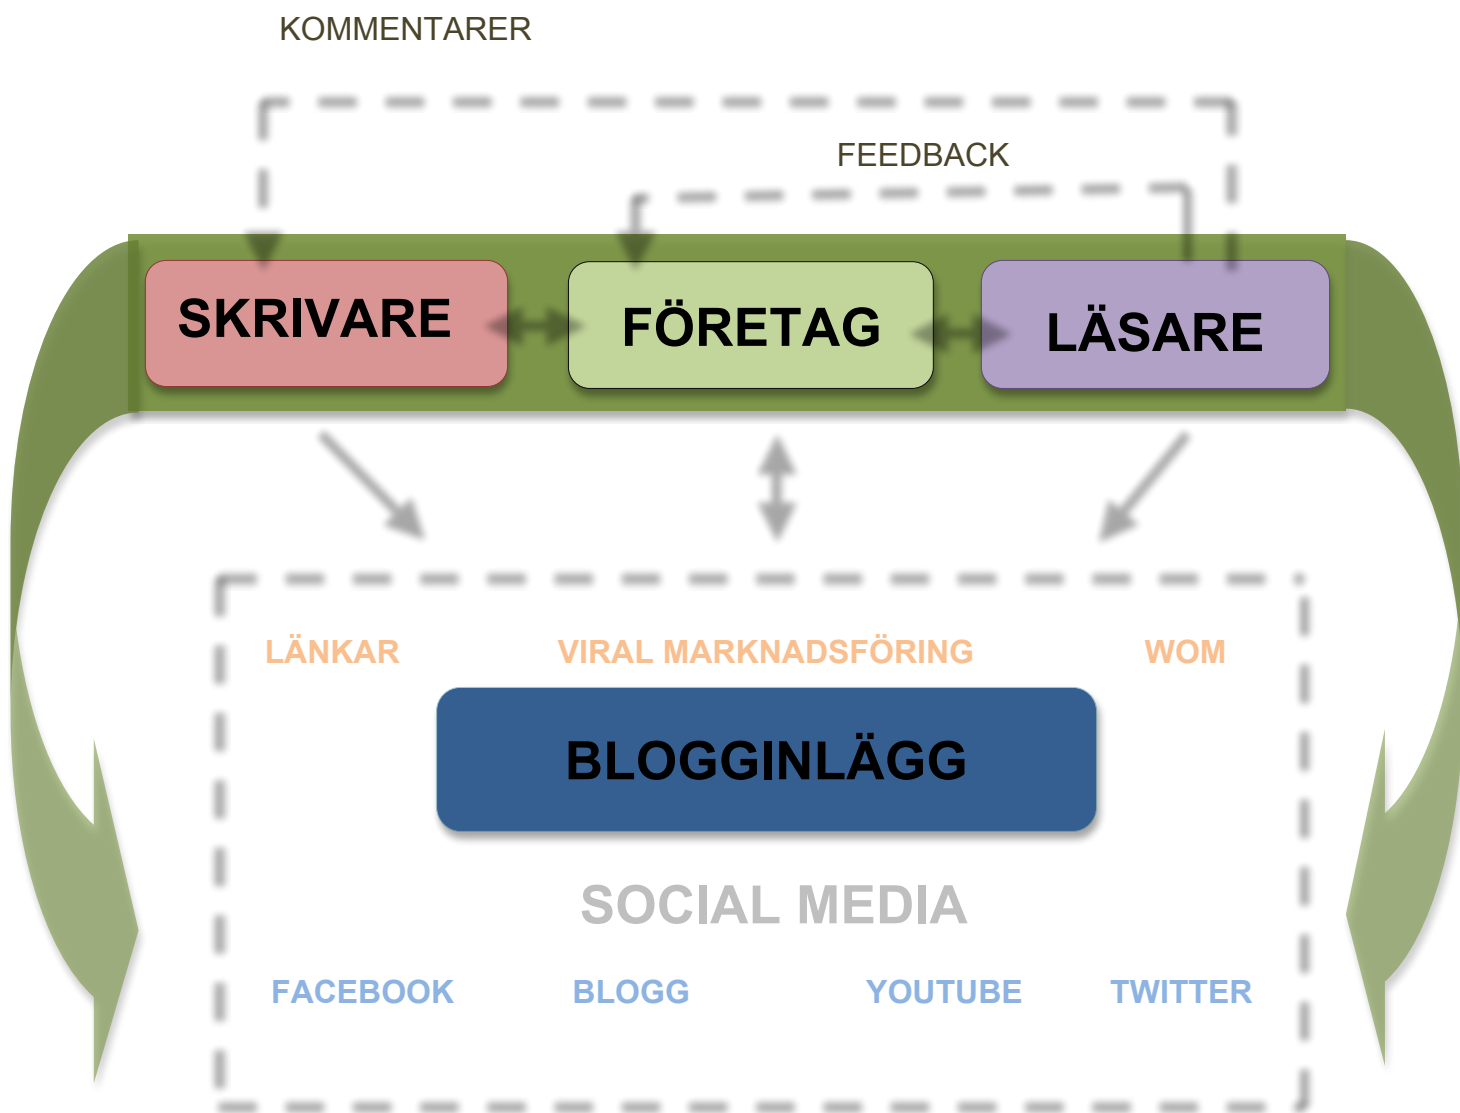 KOMMENTARER
FEEDBACK
SKRIVARE
FÖRETAG
LÄSARE
LÄNKAR VIRAL MARKNADSFÖRING WOM
BLOGGINLÄGG
SOCIAL MEDIA
FACEBOOK BLOGG YOUTUBE TWITTER